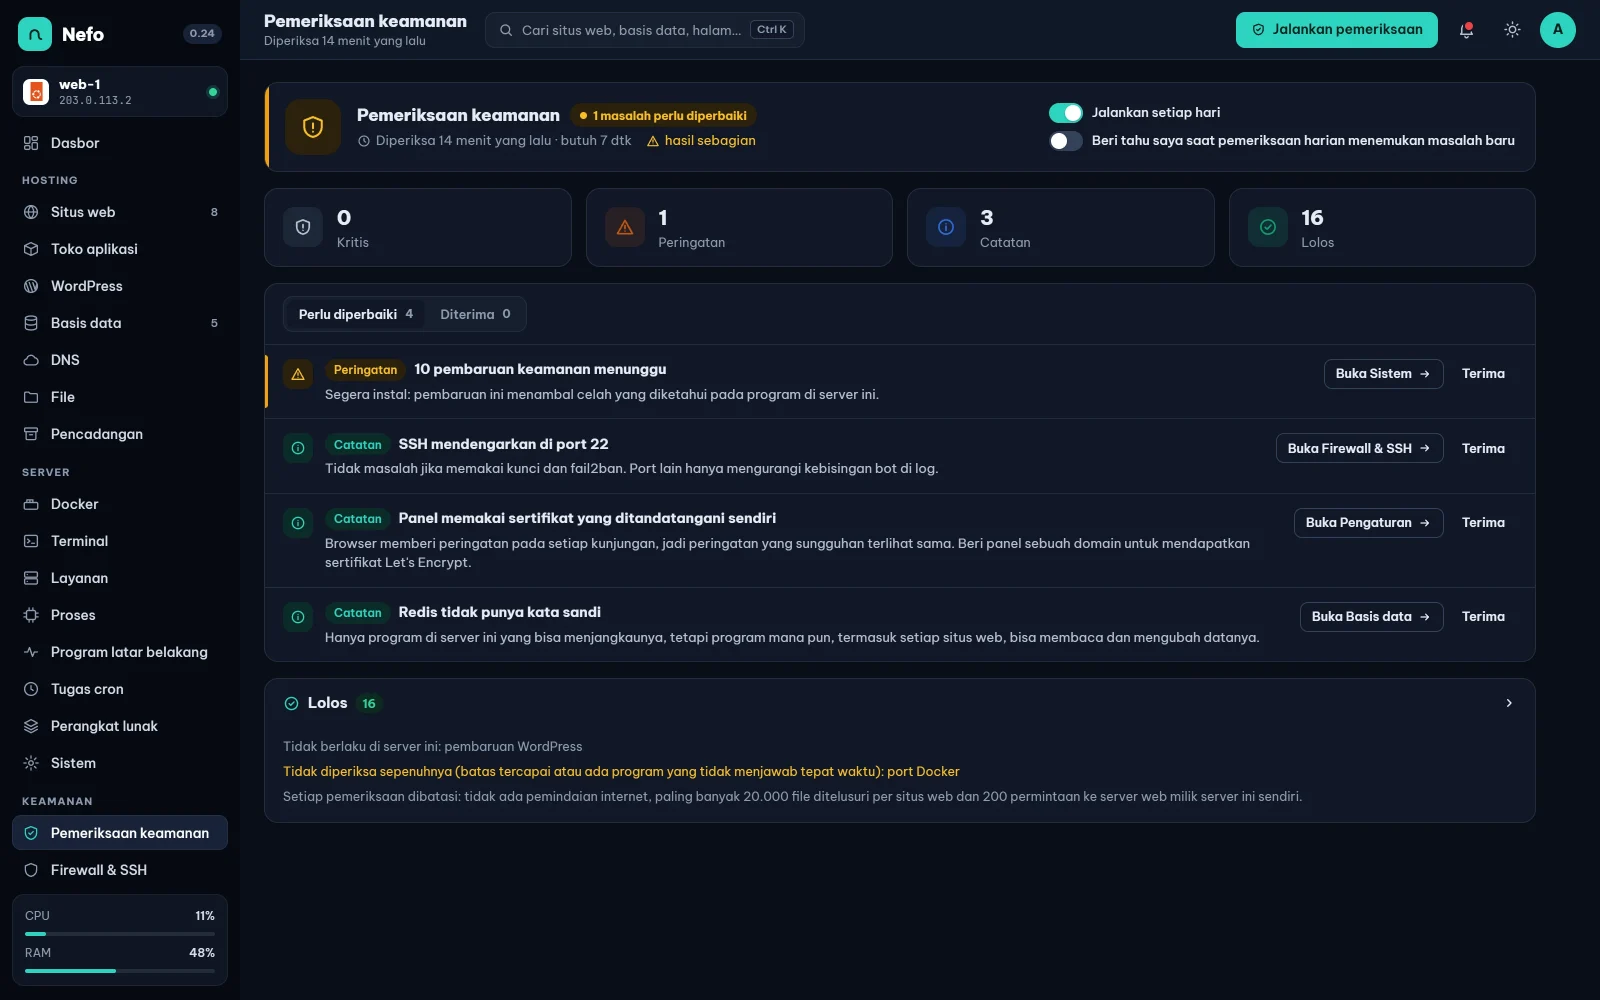 Nefo
0.24
web-1
203.0.113.2
Dasbor
HOSTING
Situs web 8
Toko aplikasi
WordPress
Basis data 5
DNS
File
Pencadangan
SERVER
Docker
Terminal
Layanan
Proses
Program latar belakang
Tugas cron
Perangkat lunak
Sistem
KEAMANAN
Pemeriksaan keamanan
Firewall & SSH
CPU 11%
RAM 48%
Pemeriksaan keamanan
Diperiksa 14 menit yang lalu
Cari situs web, basis data, halam... Ctrl K
Jalankan pemeriksaan
A
Pemeriksaan keamanan 1 masalah perlu diperbaiki
Diperiksa 14 menit yang lalu · butuh 7 dtk hasil sebagian
Jalankan setiap hari
Beri tahu saya saat pemeriksaan harian menemukan masalah baru
0
Kritis
1
Peringatan
3
Catatan
16
Lolos
Perlu diperbaiki 4 Diterima 0
Peringatan 10 pembaruan keamanan menunggu
Segera instal: pembaruan ini menambal celah yang diketahui pada program di server ini.
Buka Sistem → Terima
Catatan SSH mendengarkan di port 22
Tidak masalah jika memakai kunci dan fail2ban. Port lain hanya mengurangi kebisingan bot di log.
Buka Firewall & SSH → Terima
Catatan Panel memakai sertifikat yang ditandatangani sendiri
Browser memberi peringatan pada setiap kunjungan, jadi peringatan yang sungguhan terlihat sama. Beri panel sebuah domain untuk mendapatkan
sertifikat Let's Encrypt.
Buka Pengaturan → Terima
Catatan Redis tidak punya kata sandi
Hanya program di server ini yang bisa menjangkaunya, tetapi program mana pun, termasuk setiap situs web, bisa membaca dan mengubah datanya.
Buka Basis data → Terima
Lolos 16
Tidak berlaku di server ini: pembaruan WordPress
Tidak diperiksa sepenuhnya (batas tercapai atau ada program yang tidak menjawab tepat waktu): port Docker
Setiap pemeriksaan dibatasi: tidak ada pemindaian internet, paling banyak 20.000 file ditelusuri per situs web dan 200 permintaan ke server web milik server ini sendiri.